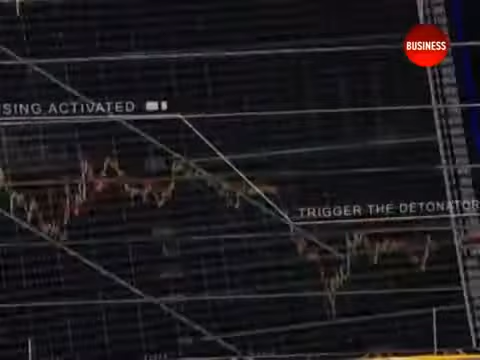 BUSINESS
SING ACTIVATED
TRIGGER THE DETONATOR